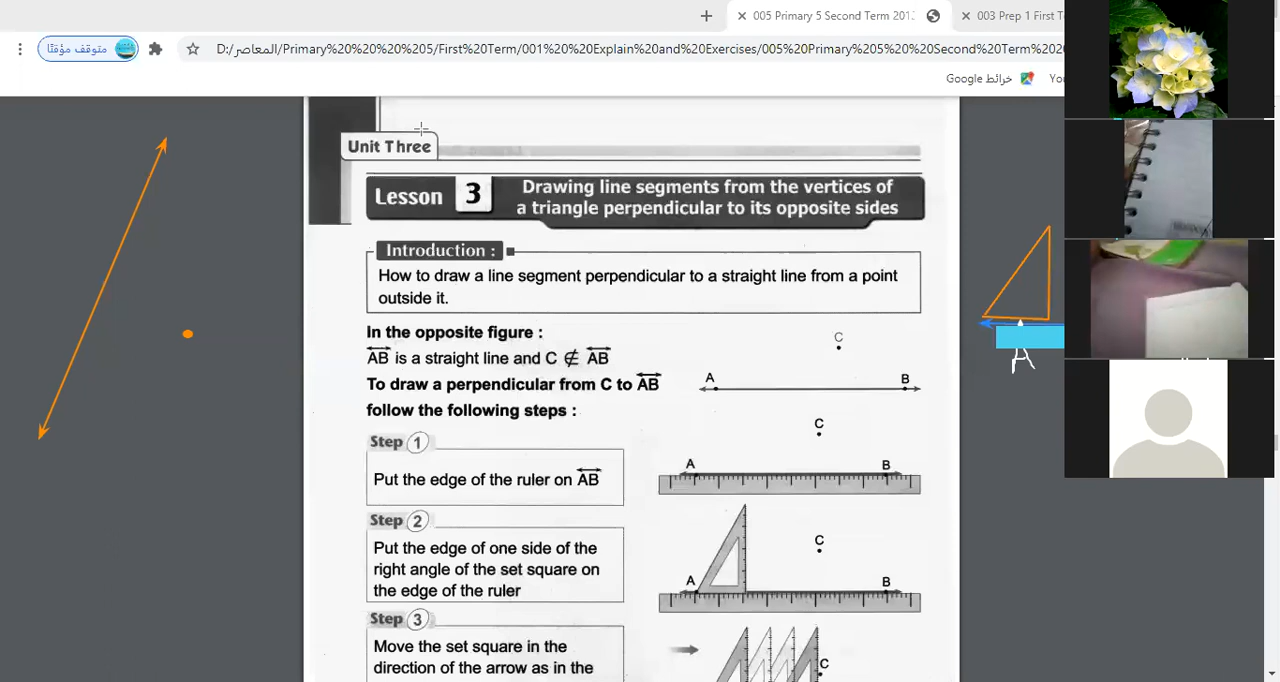 005 Primary 5 Second Term 201
003 Prep 1 First T
متوقف مؤقتًا
D:/المعاصر/Primary%20%20%20%205/First%20Term/001%20%20Explain%20and%20Exercises/005%20%20Primary%205%20%20Second%20Term%20
خرائط Google
Yo
Unit Three
Lesson 3
Drawing line segments from the vertices of
a triangle perpendicular to its opposite sides
Introduction :
How to draw a line segment perpendicular to a straight line from a point
outside it.
In the opposite figure :
AB is a straight line and C ∉ AB
To draw a perpendicular from C to AB
follow the following steps :
C
A B
Step 1
Put the edge of the ruler on AB
C
A B
Step 2
Put the edge of one side of the
right angle of the set square on
the edge of the ruler
C
A B
Step 3
Move the set square in the
direction of the arrow as in the
C
A